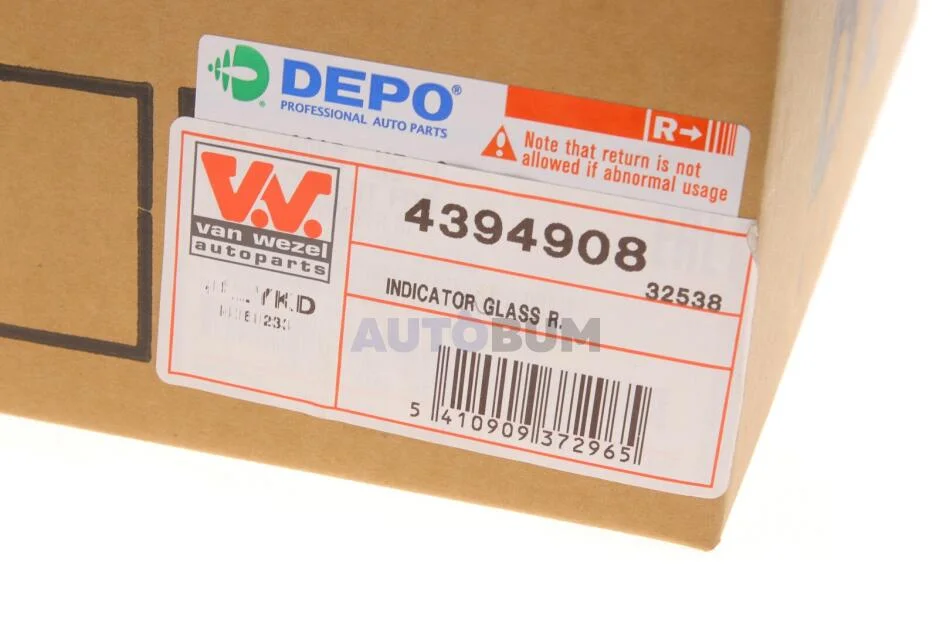 DEPO®
PROFESSIONAL AUTO PARTS
R→
Note that return is not
allowed if abnormal usage
V.V.
van wezel
autoparts
4394908
32538
INDICATOR GLASS R.
AUTOBUM
5 410909 372965